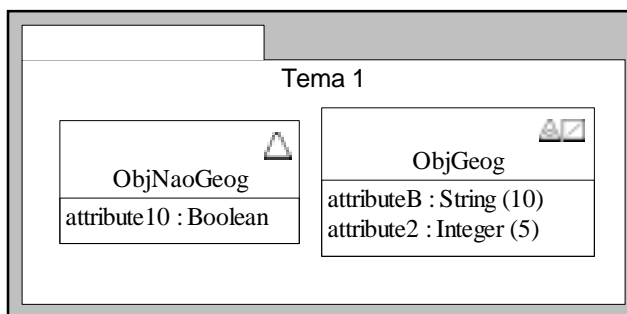 Tema 1
ObjNaoGeog
attribute10 : Boolean
ObjGeog
attributeB : String (10)
attribute2 : Integer (5)